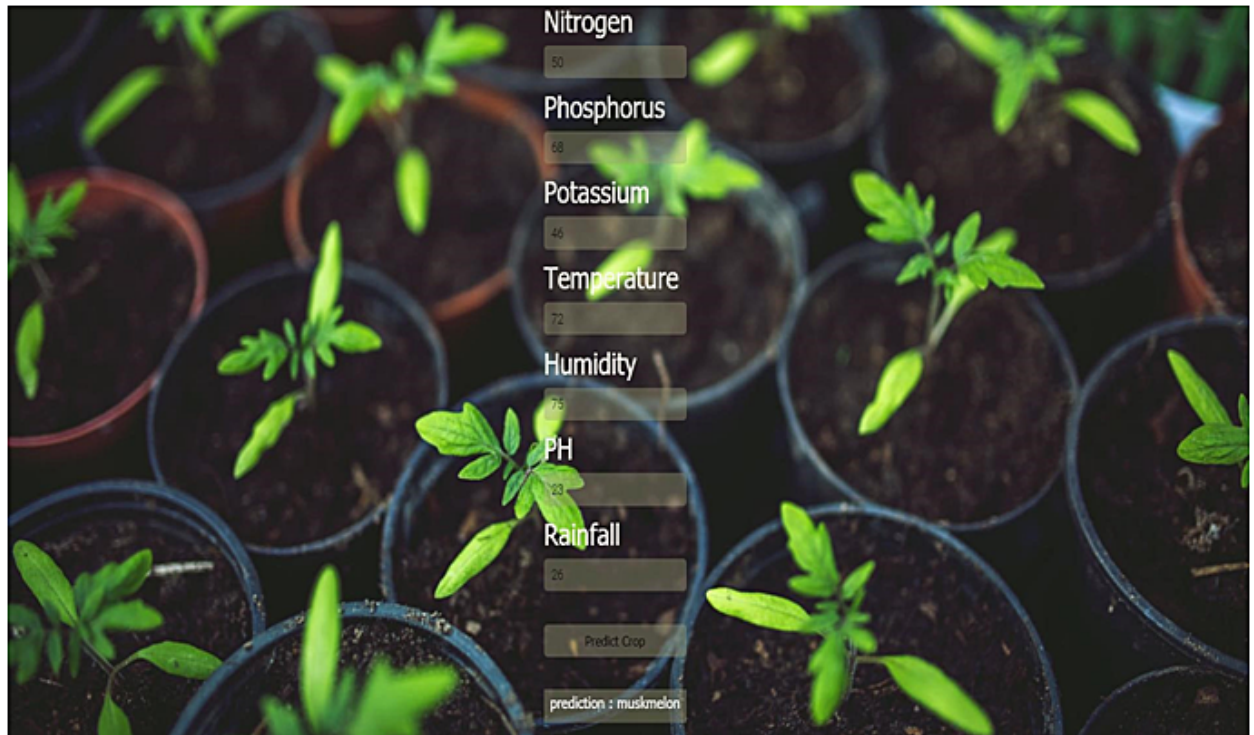 Nitrogen
50
Phosphorus
68
Potassium
46
Temperature
72
Humidity
75
PH
23
Rainfall
26
Predict Crop
prediction : muskmelon